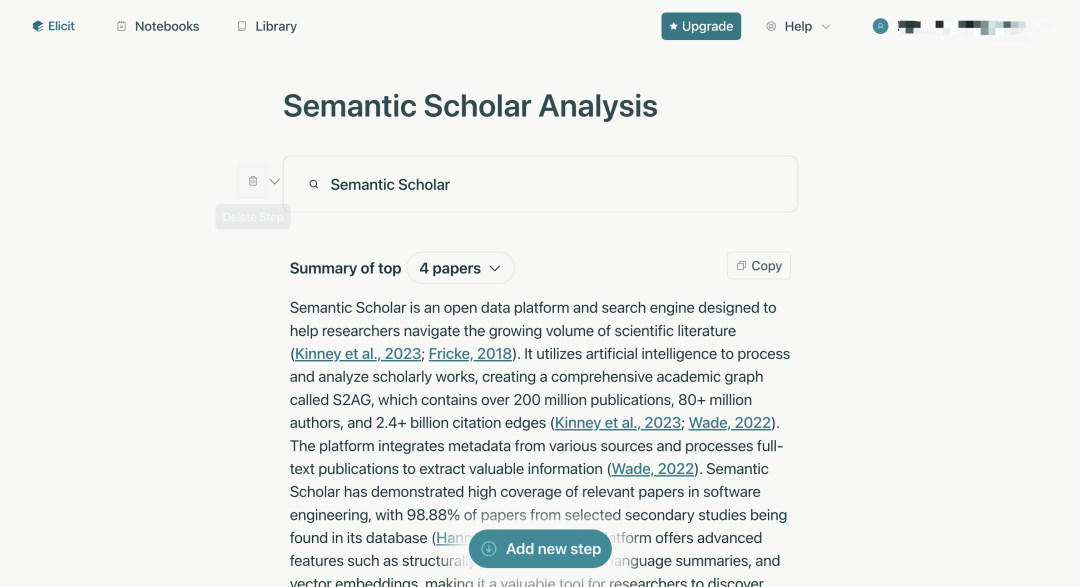 Elicit
Notebooks
Library
Upgrade
Help
Semantic Scholar Analysis
Semantic Scholar
Delete Step
Summary of top 4 papers
Copy
Semantic Scholar is an open data platform and search engine designed to
help researchers navigate the growing volume of scientific literature
(Kinney et al., 2023; Fricke, 2018). It utilizes artificial intelligence to process
and analyze scholarly works, creating a comprehensive academic graph
called S2AG, which contains over 200 million publications, 80+ million
authors, and 2.4+ billion citation edges (Kinney et al., 2023; Wade, 2022).
The platform integrates metadata from various sources and processes full-
text publications to extract valuable information (Wade, 2022). Semantic
Scholar has demonstrated high coverage of relevant papers in software
engineering, with 98.88% of papers from selected secondary studies being
found in its database (Hann atform offers advanced
features such as structurally language summaries, and
vector embeddings, making it a valuable tool for researchers to discover
Add new step